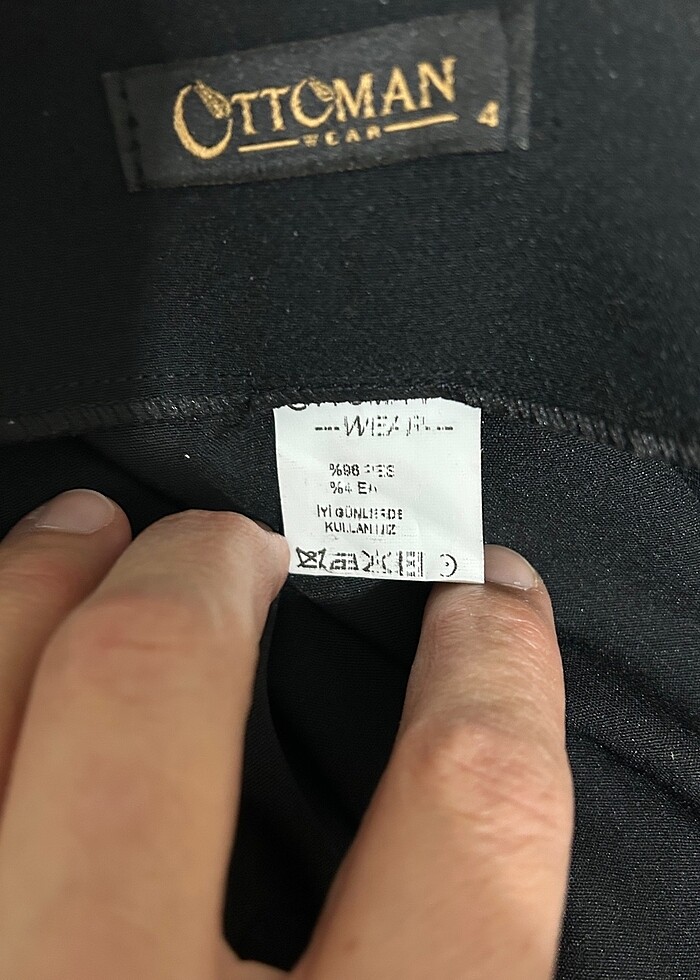 OTTOMAN 4
WEAR
WEAR
%96 PES
%4 EA
İYİ GÜNLERDE
KULLANINIZ